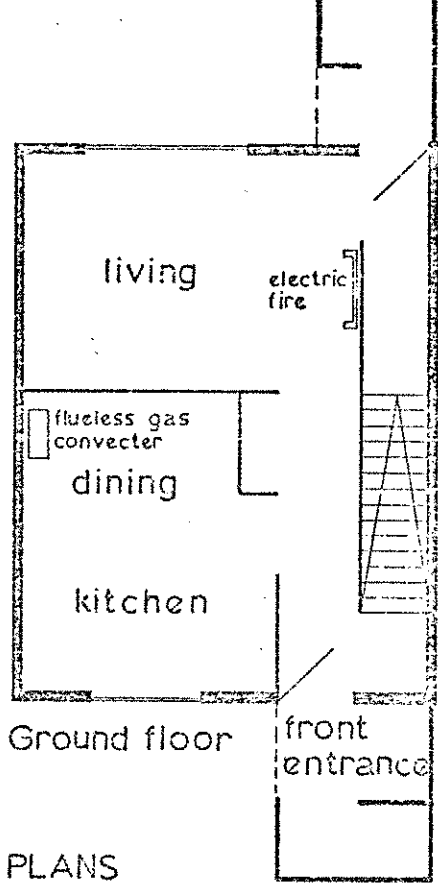 living
electric
fire
flueless gas
convecter
dining
kitchen
Ground floor
front
entrance
PLANS